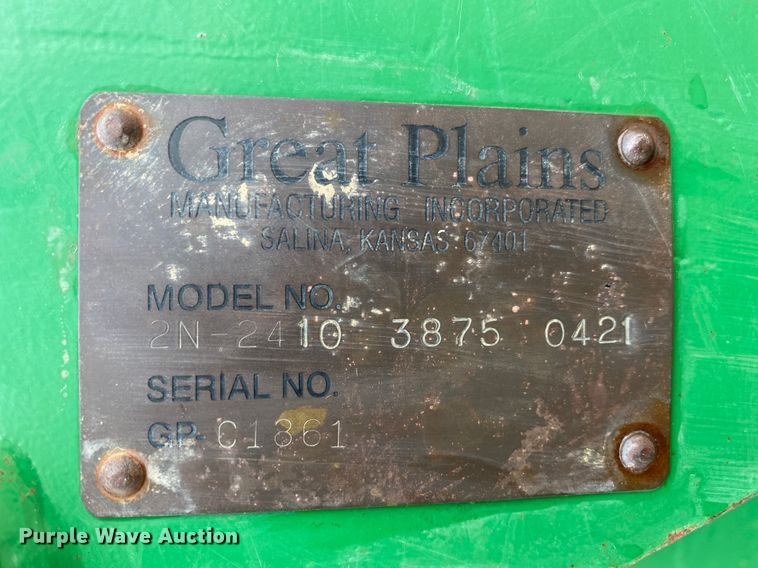 Great Plains
MANUFACTURING INCORPORATED
SALINA, KANSAS 67401
MODEL NO.
2N-2410 3875 0421
SERIAL NO.
GP-C1361
Purple Wave Auction